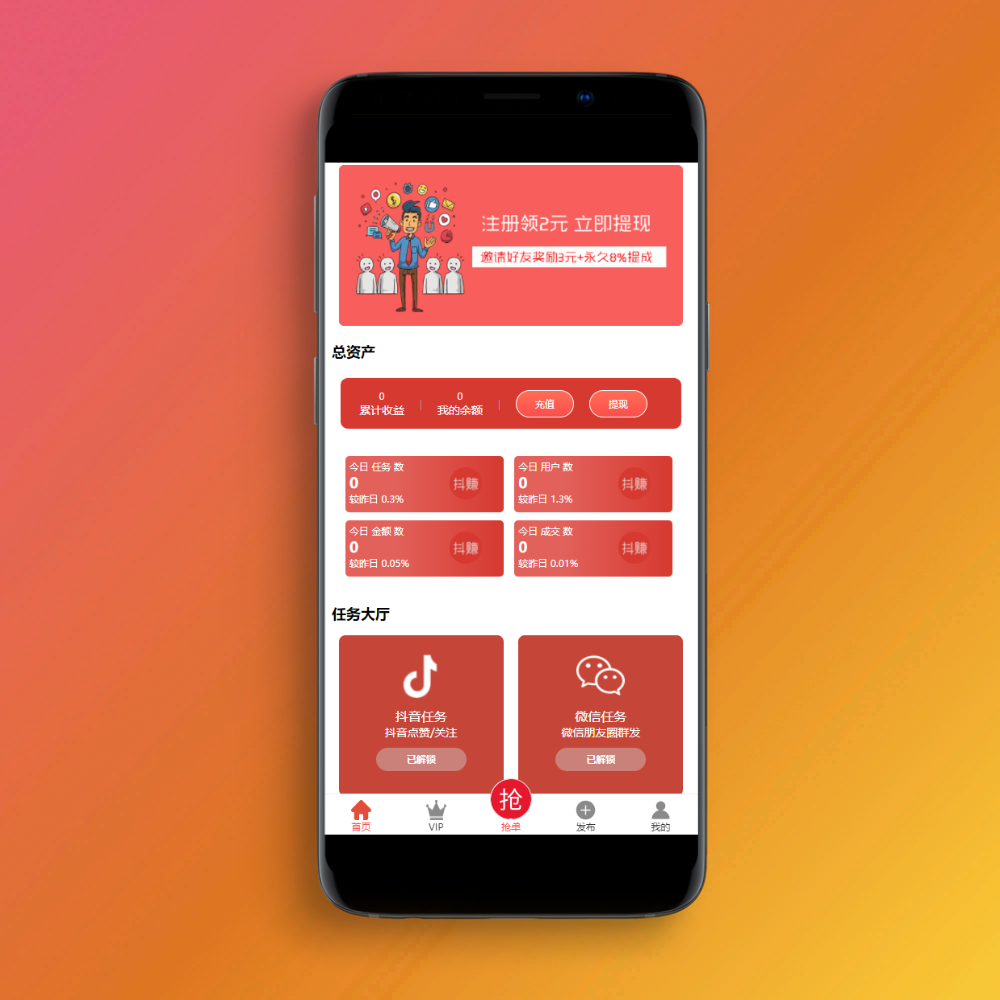 注册领2元 立即提现
邀请好友奖励3元+永久8%提成
总资产
0
累计收益
0
我的余额
充值
提现
今日 任务 数
0
较昨日 0.3%
抖赚
今日 用户 数
0
较昨日 1.3%
抖赚
今日 金额 数
0
较昨日 0.05%
抖赚
今日 成交 数
0
较昨日 0.01%
抖赚
任务大厅
抖音任务
抖音点赞/关注
已解锁
微信任务
微信朋友圈群发
已解锁
抢
首页
VIP
抢单
发布
我的